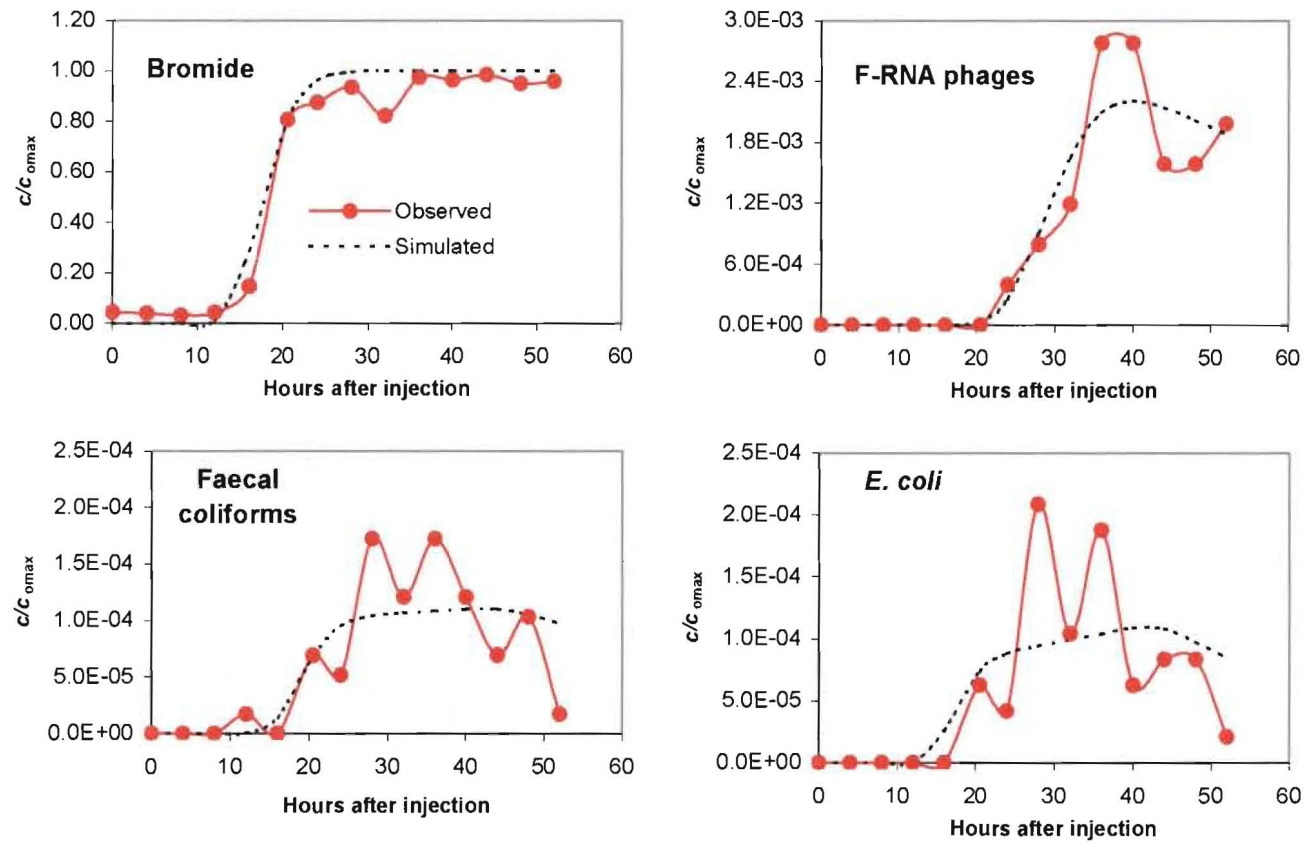 Bromide
c/c omax
1.20
1.00
0.80
0.60
0.40
0.20
0.00
Observed
Simulated
0 10 20 30 40 50 60
Hours after injection
F-RNA phages
c/c omax
3.0E-03
2.4E-03
1.8E-03
1.2E-03
6.0E-04
0.0E+00
0 10 20 30 40 50 60
Hours after injection
Faecal
coliforms
c/c omax
2.5E-04
2.0E-04
1.5E-04
1.0E-04
5.0E-05
0.0E+00
0 10 20 30 40 50 60
Hours after injection
E. coli
c/c omax
2.5E-04
2.0E-04
1.5E-04
1.0E-04
5.0E-05
0.0E+00
0 10 20 30 40 50 60
Hours after injection